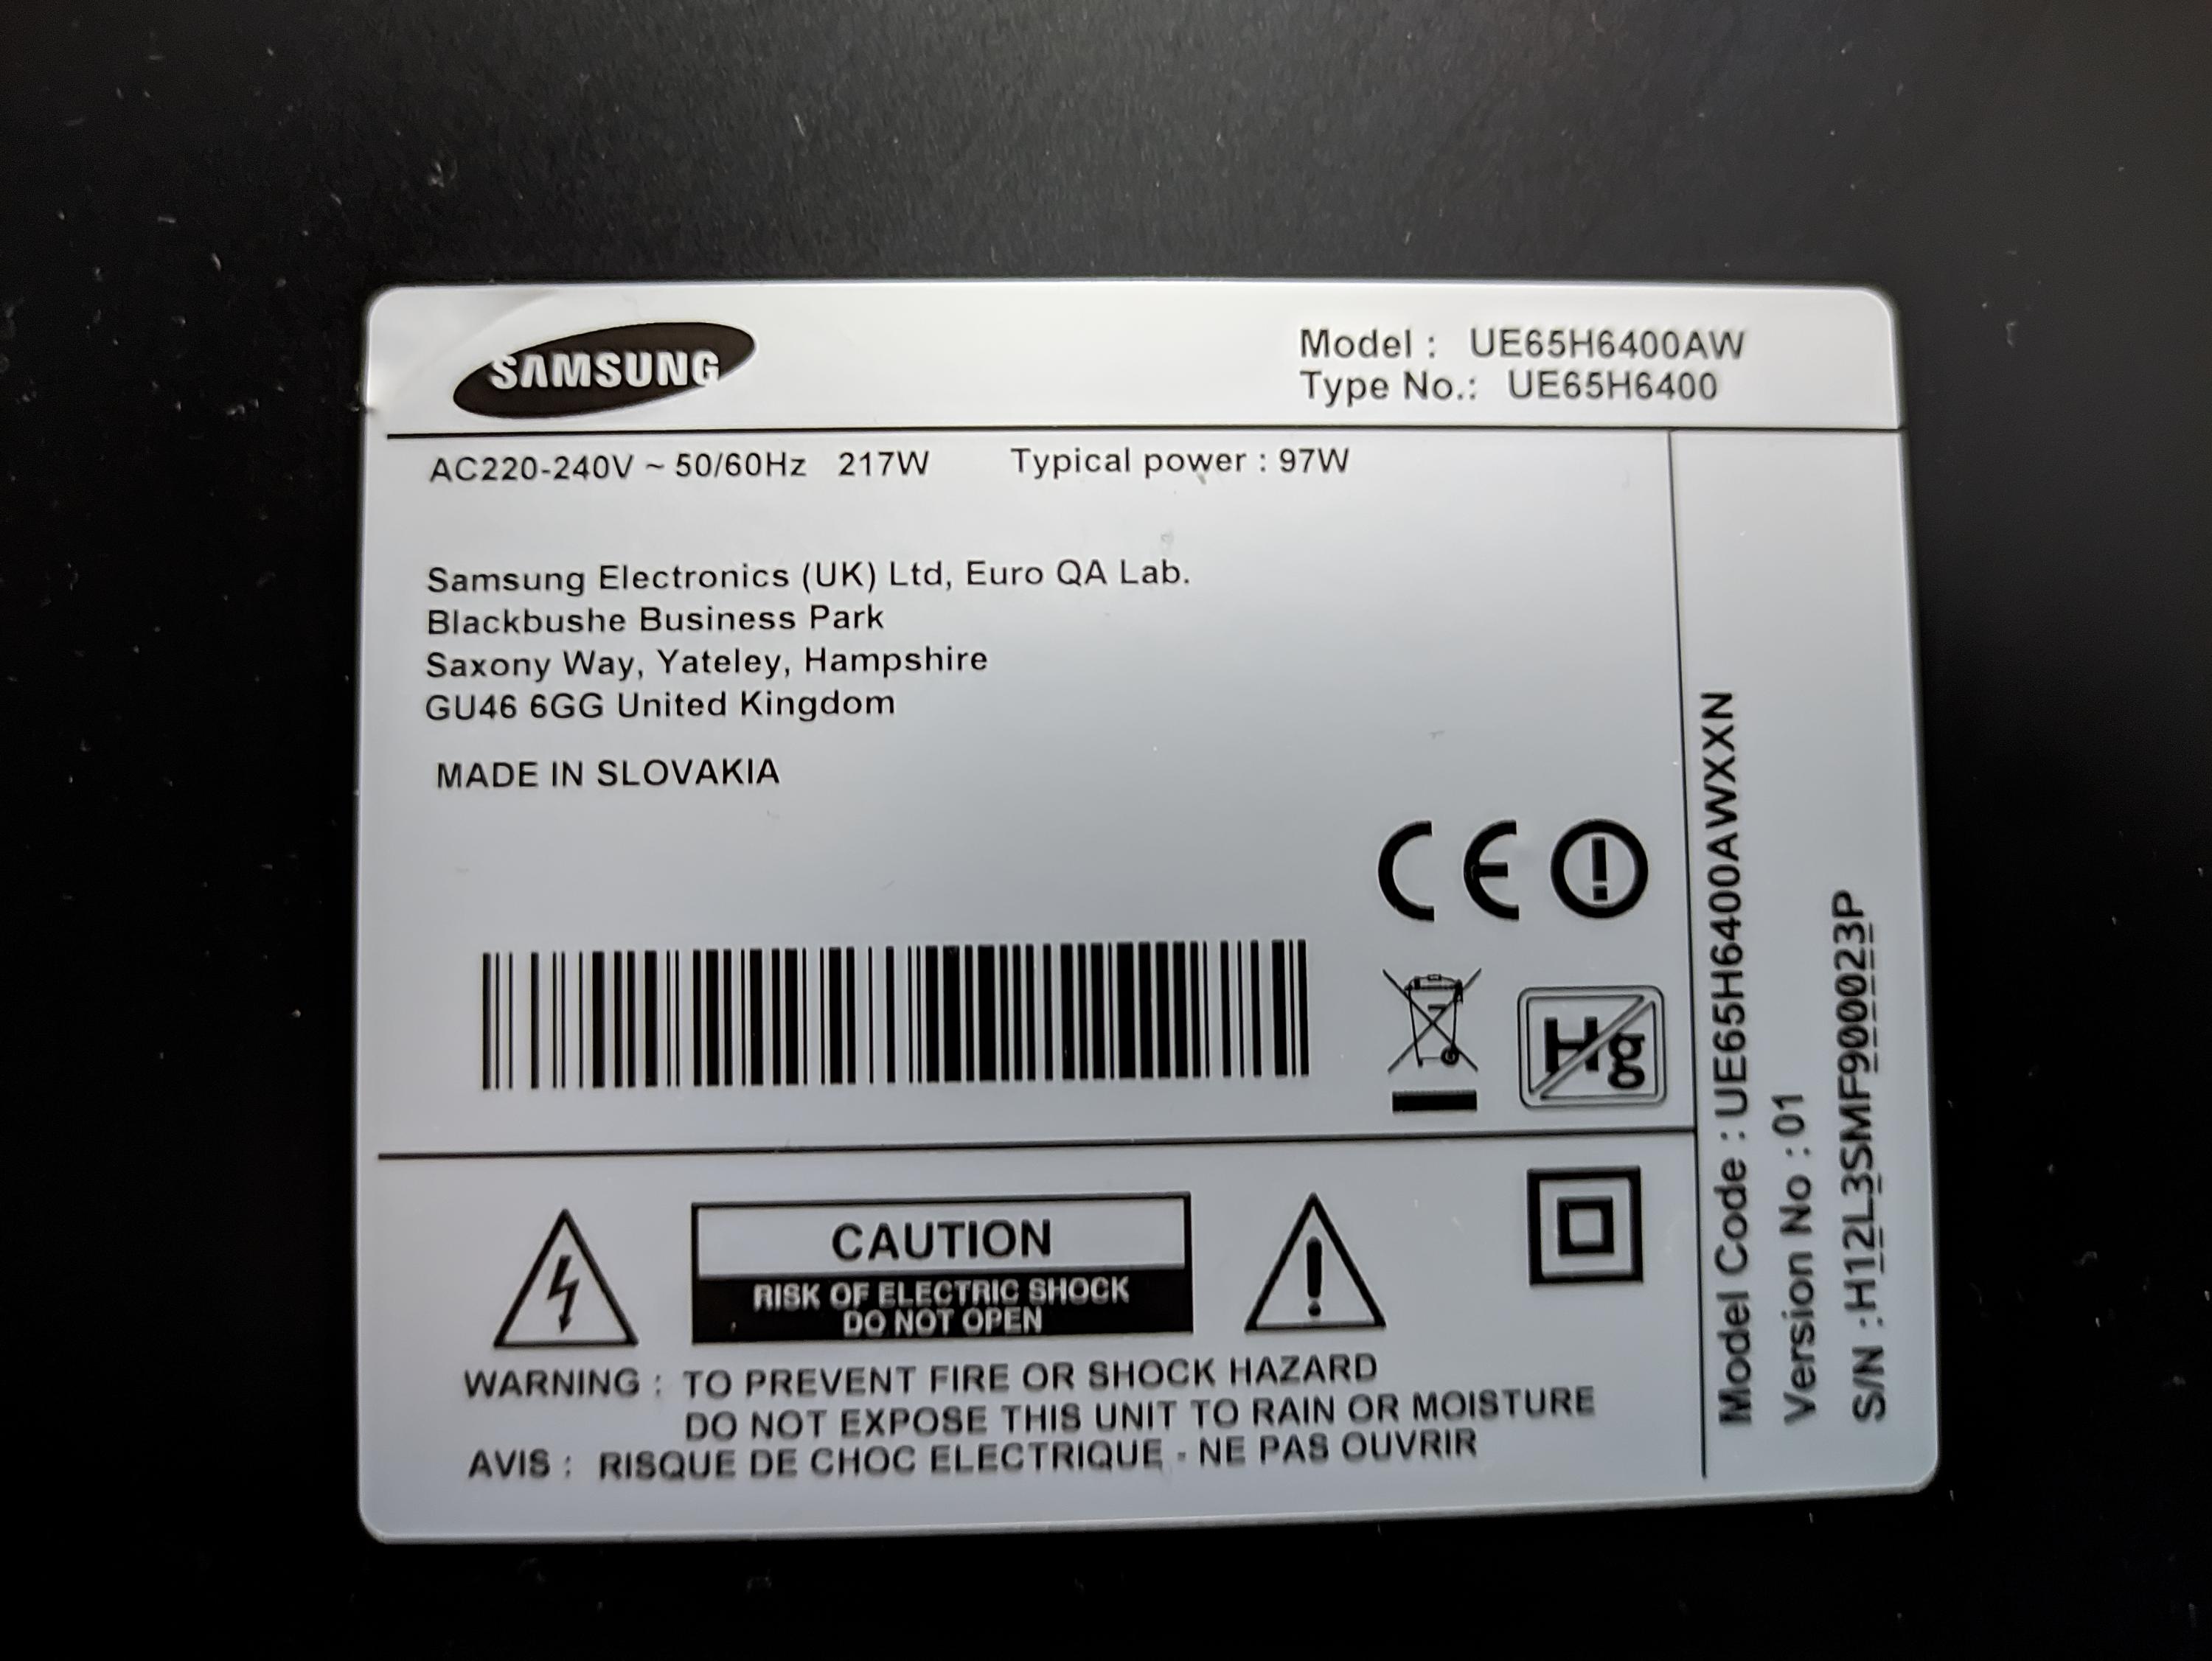 SAMSUNG
Model : UE65H6400AW
Type No.: UE65H6400
AC220-240V ~ 50/60Hz 217W Typical power : 97W
Samsung Electronics (UK) Ltd, Euro QA Lab.
Blackbushe Business Park
Saxony Way, Yateley, Hampshire
GU46 6GG United Kingdom
MADE IN SLOVAKIA
CE
Hg
CAUTION
RISK OF ELECTRIC SHOCK
DO NOT OPEN
WARNING : TO PREVENT FIRE OR SHOCK HAZARD
DO NOT EXPOSE THIS UNIT TO RAIN OR MOISTURE
AVIS : RISQUE DE CHOC ELECTRIQUE - NE PAS OUVRIR
Model Code : UE65H6400AWXXN
Version No : 01
S/N :H12L3SMF900023P